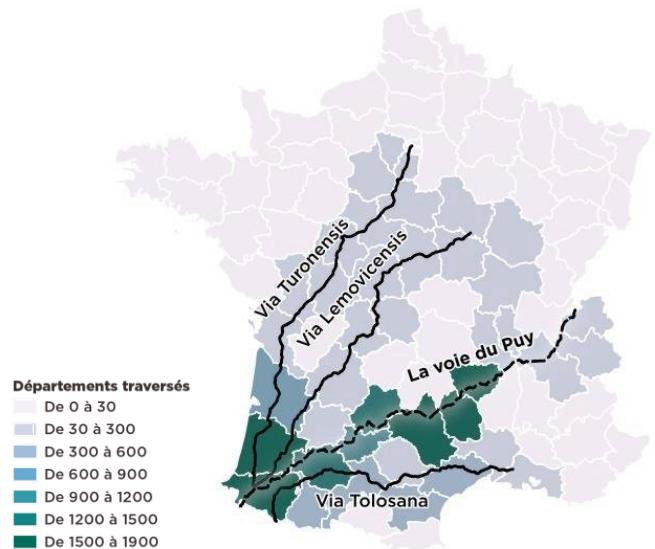 Via Turonensis
Via Lemovicensis
La voie du Puy
Via Tolosana
Départements traversés
De 0 à 30
De 30 à 300
De 300 à 600
De 600 à 900
De 900 à 1200
De 1200 à 1500
De 1500 à 1900